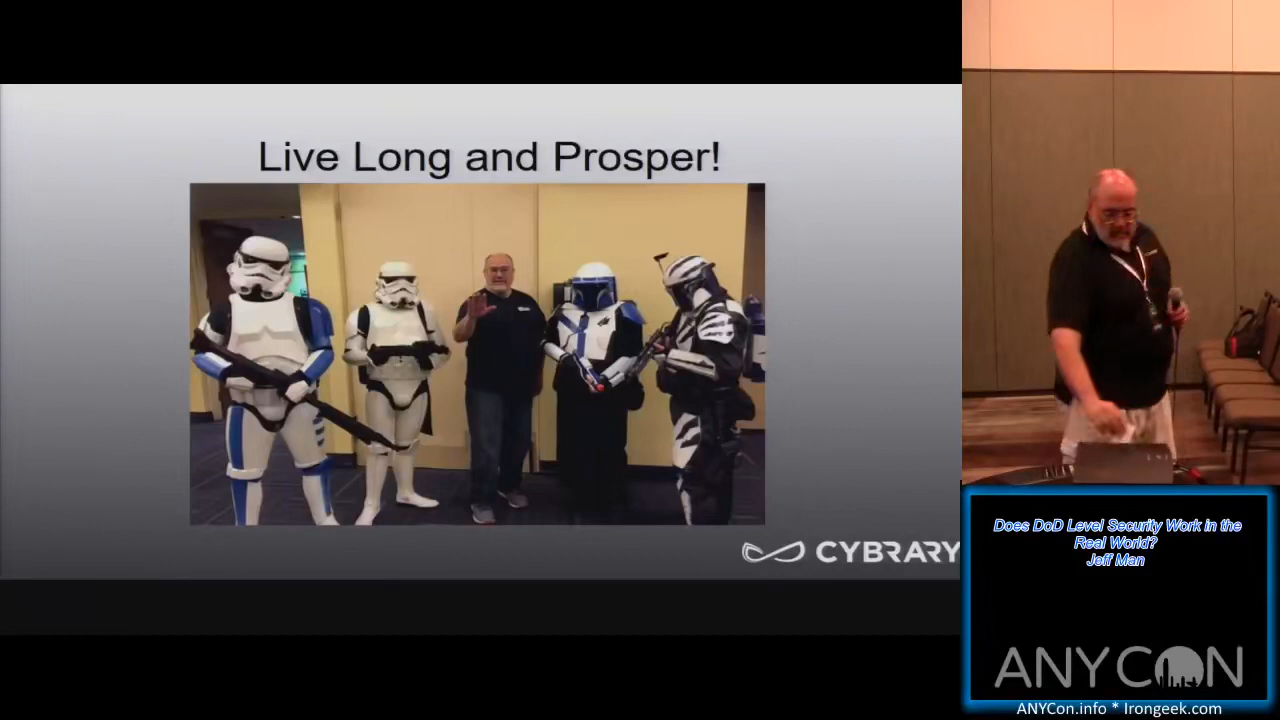 Live Long and Prosper!
CYBRARY
Does DoD Level Security Work in the
Real World?
Jeff Man
ANYCON
ANYCon.info * Irongeek.com